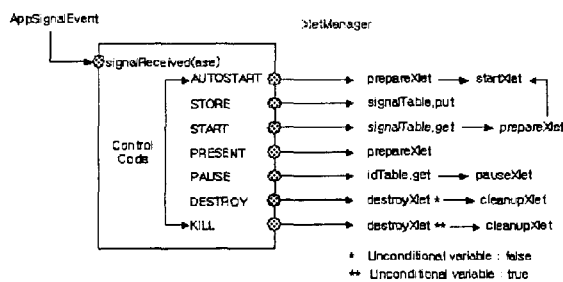 AppSignalEvent
XletManager
signalReceived(ase)
AUTOSTART prepareXlet startXlet
STORE signalTable.put
START signalTable.get prepareXlet
Control
Code
PRESENT prepareXlet
PAUSE idTable.get pauseXlet
DESTROY destroyXlet * cleanupXlet
KILL destroyXlet ** cleanupXlet
* Unconditional variable : false
** Unconditional variable : true